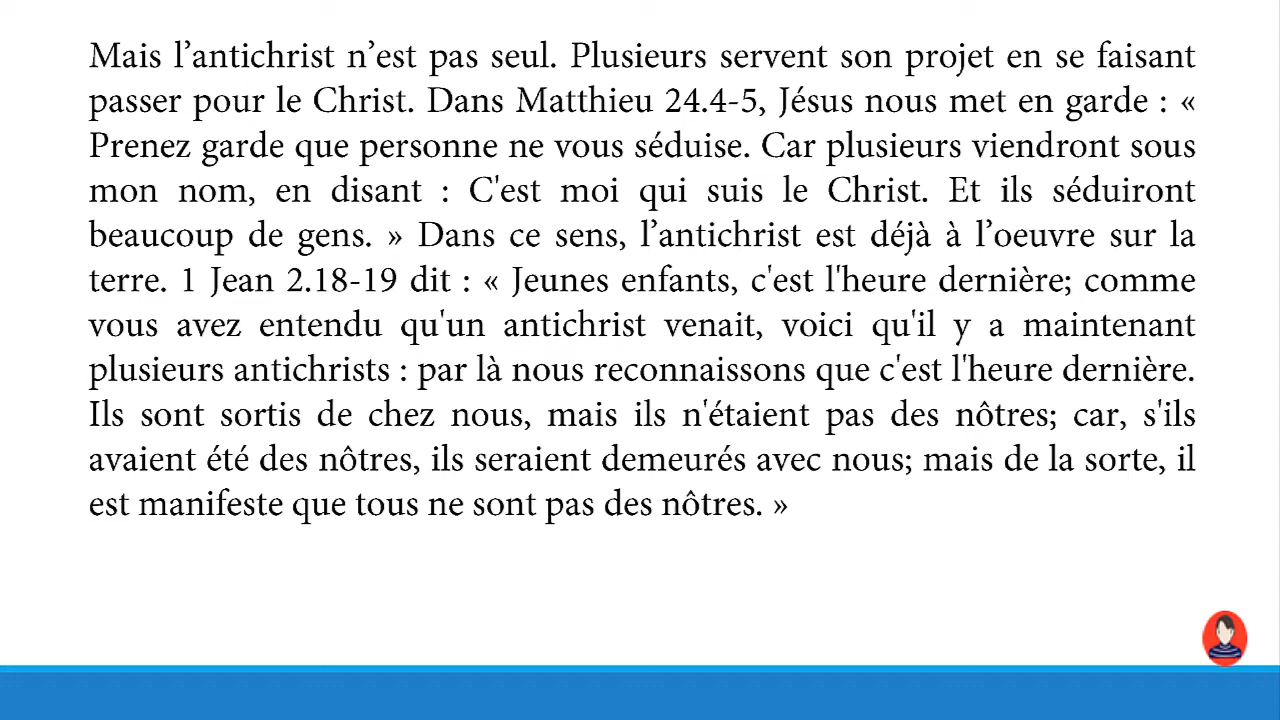 Mais l’antichrist n’est pas seul. Plusieurs servent son projet en se faisant
passer pour le Christ. Dans Matthieu 24.4-5, Jésus nous met en garde : «
Prenez garde que personne ne vous séduise. Car plusieurs viendront sous
mon nom, en disant : C'est moi qui suis le Christ. Et ils séduiront
beaucoup de gens. » Dans ce sens, l’antichrist est déjà à l’oeuvre sur la
terre. 1 Jean 2.18-19 dit : « Jeunes enfants, c'est l'heure dernière; comme
vous avez entendu qu'un antichrist venait, voici qu'il y a maintenant
plusieurs antichrists : par là nous reconnaissons que c'est l'heure dernière.
Ils sont sortis de chez nous, mais ils n'étaient pas des nôtres; car, s'ils
avaient été des nôtres, ils seraient demeurés avec nous; mais de la sorte, il
est manifeste que tous ne sont pas des nôtres. »